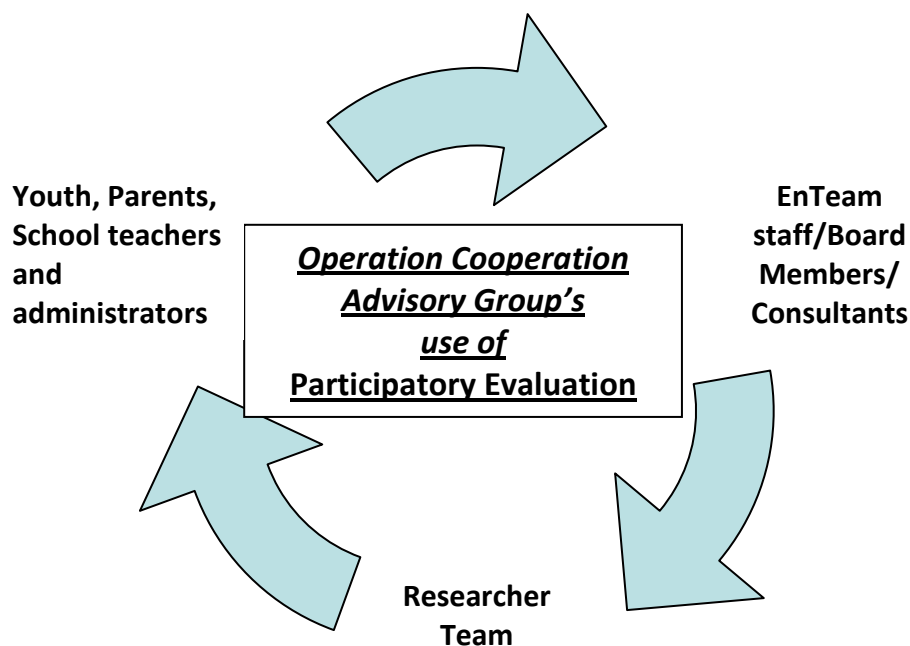 Youth, Parents,
School teachers
and
administrators
Operation Cooperation
Advisory Group’s
use of
Participatory Evaluation
EnTeam
staff/Board
Members/
Consultants
Researcher
Team